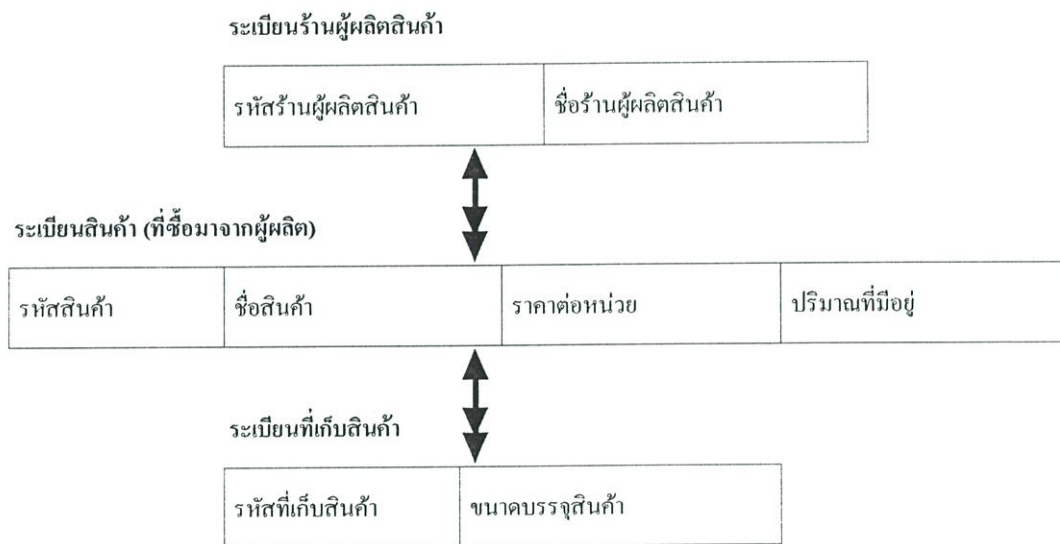 ระเบียนร้านผู้ผลิตสินค้า
รหัสร้านผู้ผลิตสินค้า ชื่อร้านผู้ผลิตสินค้า
ระเบียนสินค้า (ที่ซื้อมาจากผู้ผลิต)
รหัสสินค้า ชื่อสินค้า ราคาต่อหน่วย ปริมาณที่มีอยู่
ระเบียนที่เก็บสินค้า
รหัสที่เก็บสินค้า ขนาดบรรจุสินค้า